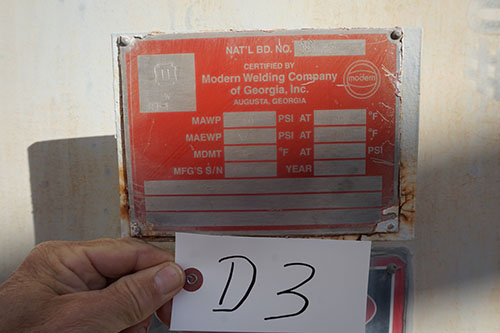 NAT'L BD. NO.
CERTIFIED BY
Modern Welding Company
of Georgia, Inc.
AUGUSTA, GEORGIA
modern
MAWP PSI AT °F
MAEWP PSI AT °F
MDMT °F AT PSI
MFG'S S/N YEAR
D 3